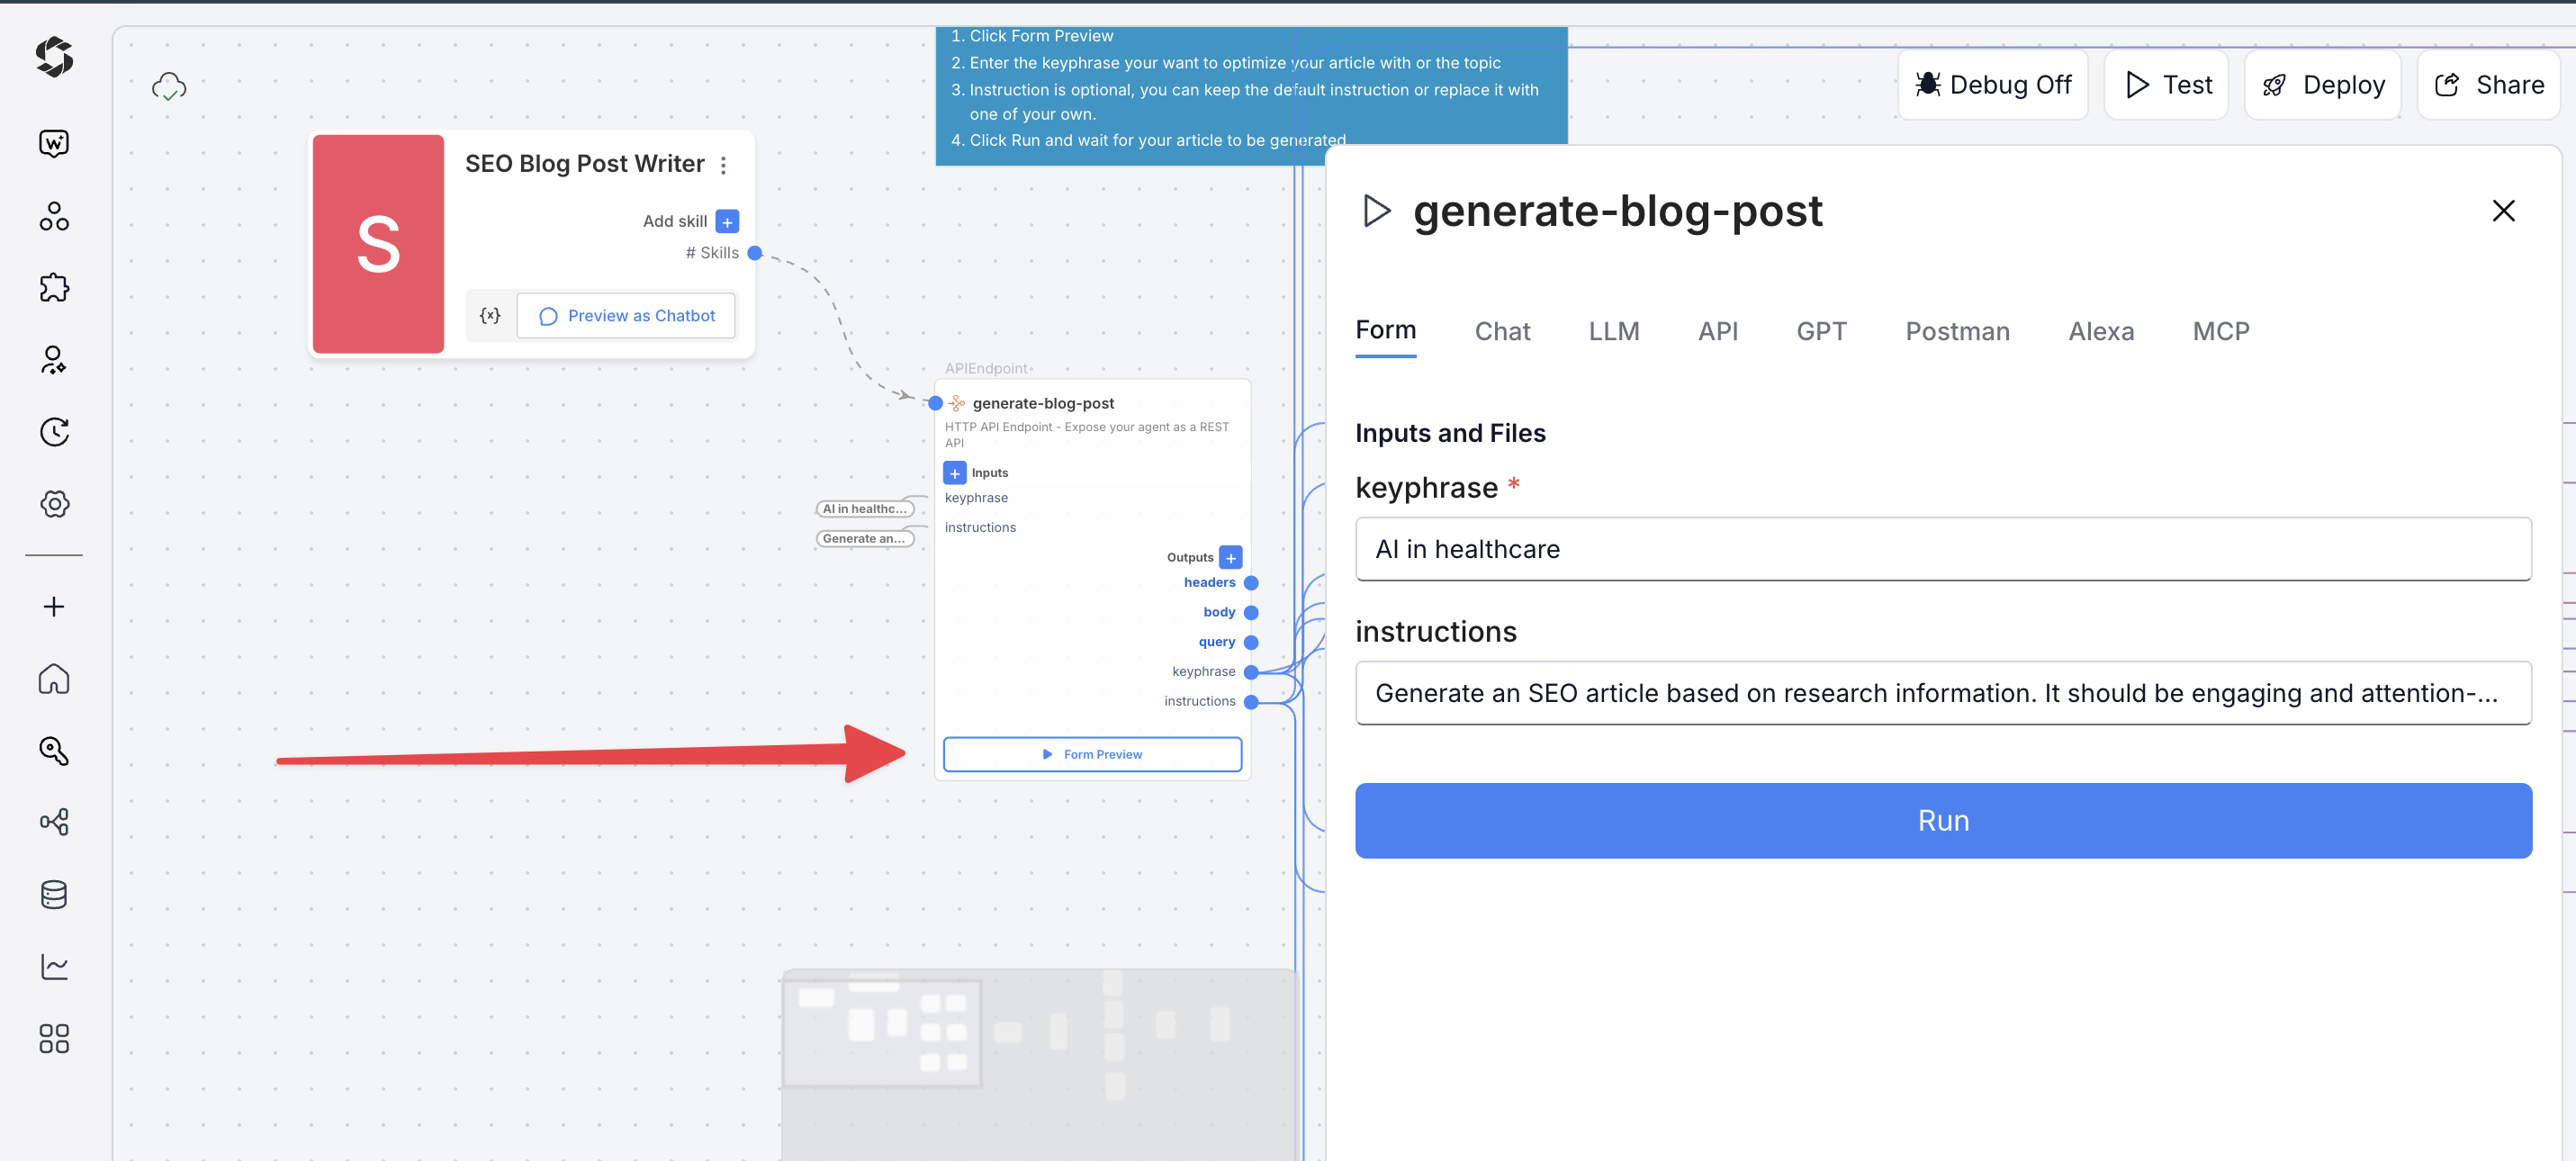 1. Click Form Preview
2. Enter the keyphrase your want to optimize your article with or the topic
3. Instruction is optional, you can keep the default instruction or replace it with
one of your own.
4. Click Run and wait for your article to be generated
Debug Off
Test
Deploy
Share
S
SEO Blog Post Writer
Add skill
# Skills
{x}
Preview as Chatbot
APIEndpoint
generate-blog-post
HTTP API Endpoint - Expose your agent as a REST
API
Inputs
keyphrase
AI in healthc...
instructions
Generate an...
Outputs
headers
body
query
keyphrase
instructions
Form Preview
generate-blog-post
Form
Chat
LLM
API
GPT
Postman
Alexa
MCP
Inputs and Files
keyphrase *
AI in healthcare
instructions
Generate an SEO article based on research information. It should be engaging and attention-...
Run